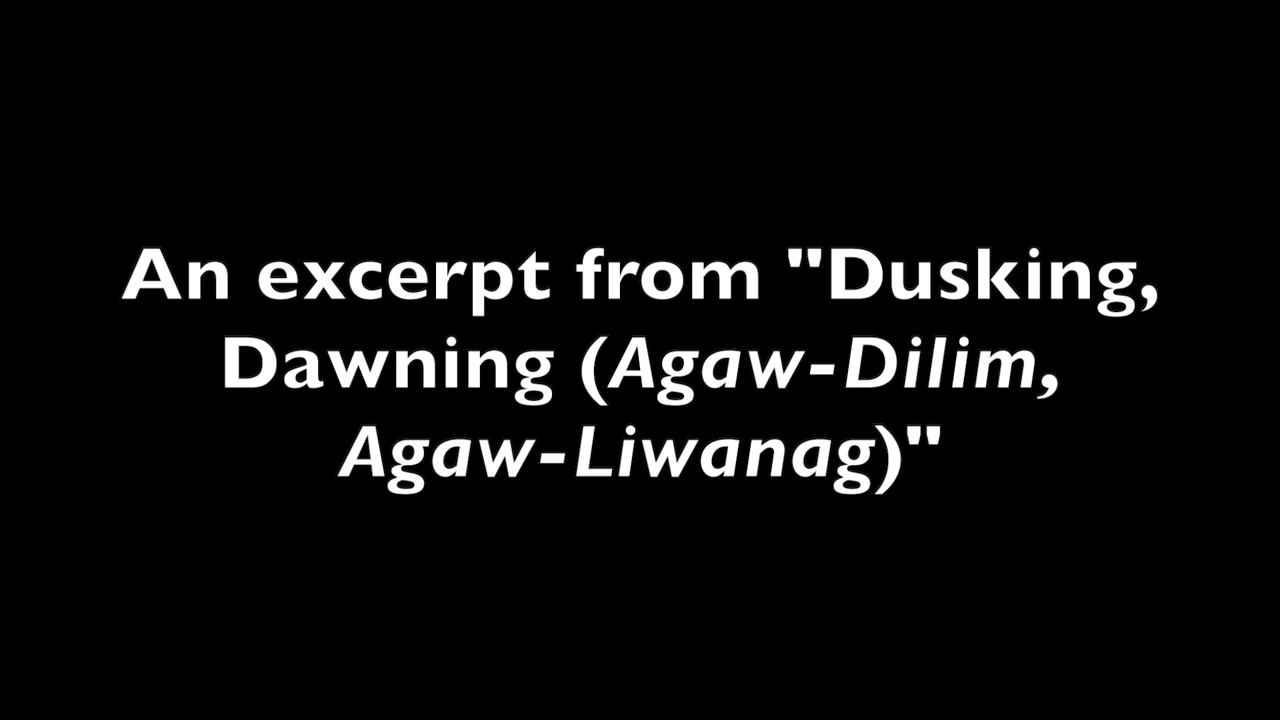 An excerpt from "Dusking,
Dawning (Agaw-Dilim,
Agaw-Liwanag)"